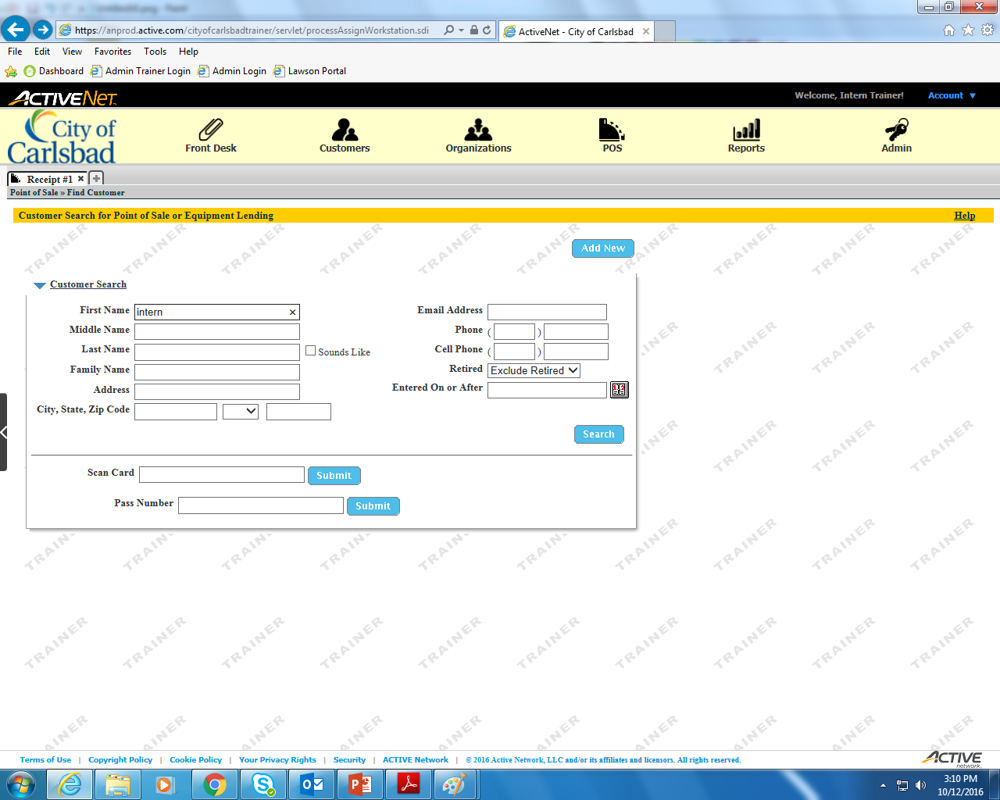 https://anprod.active.com/cityofcarlsbadtrainer/servlet/processAssignWorkstation.sdi
ActiveNet - City of Carlsbad
File Edit View Favorites Tools Help
Dashboard Admin Trainer Login Admin Login Lawson Portal
ACTIVENET Welcome, Intern Trainer! Account
City of Carlsbad
Front Desk Customers Organizations POS Reports Admin
Receipt #1
Point of Sale » Find Customer
Customer Search for Point of Sale or Equipment Lending Help
Add New
Customer Search
First Name intern Email Address
Middle Name Phone ( )
Last Name Sounds Like Cell Phone ( )
Family Name Retired Exclude Retired
Address Entered On or After
City, State, Zip Code
Search
Scan Card Submit
Pass Number Submit
TRAINER
Terms of Use | Copyright Policy | Cookie Policy | Your Privacy Rights | Security | ACTIVE Network | © 2016 Active Network, LLC and/or its affiliates and licensors. All rights reserved.
ACTIVE network
3:10 PM
10/12/2016